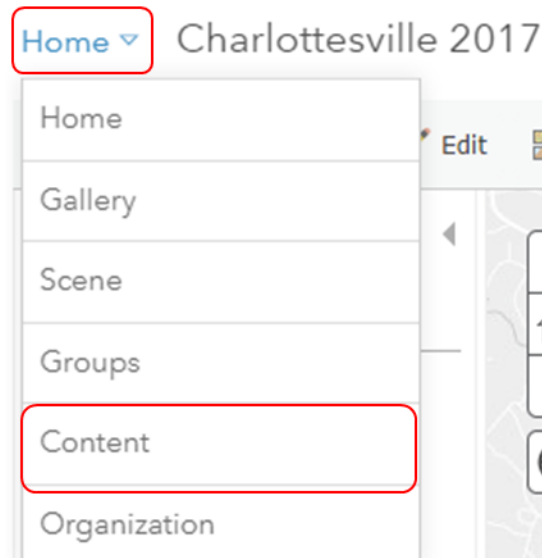 Home Charlottesville 2017
Home
Edit
Gallery
Scene
Groups
Content
Organization